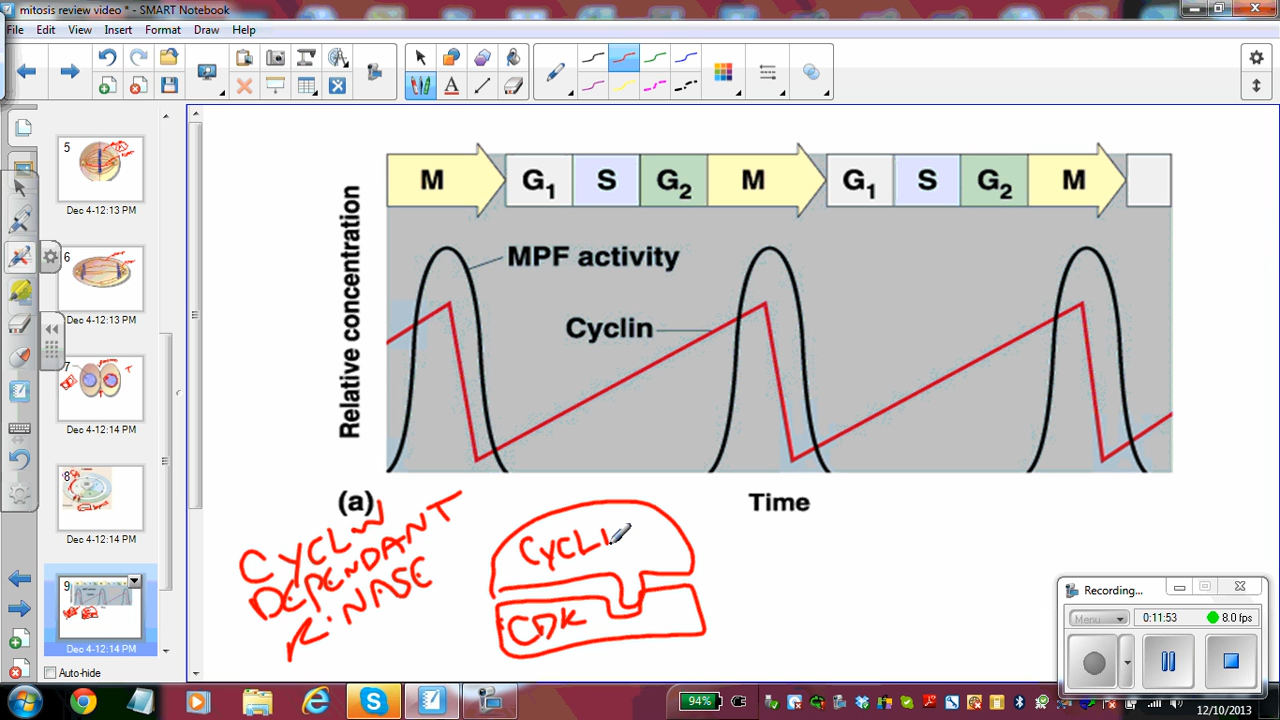 mitosis review video * - SMART Notebook
File Edit View Insert Format Draw Help
5
Dec 4-12:13 PM
6
Dec 4-12:13 PM
7
Dec 4-12:14 PM
8
Dec 4-12:14 PM
9
Dec 4-12:14 PM
Auto-hide
M G1 S G2 M G1 S G2 M
Relative concentration
MPF activity
Cyclin
(a)
Time
CYCLIN
DEPENDANT
KINASE
CYCLI
CDK
Recording...
Menu
0:11:53
8.0 fps
94%
12/10/2013